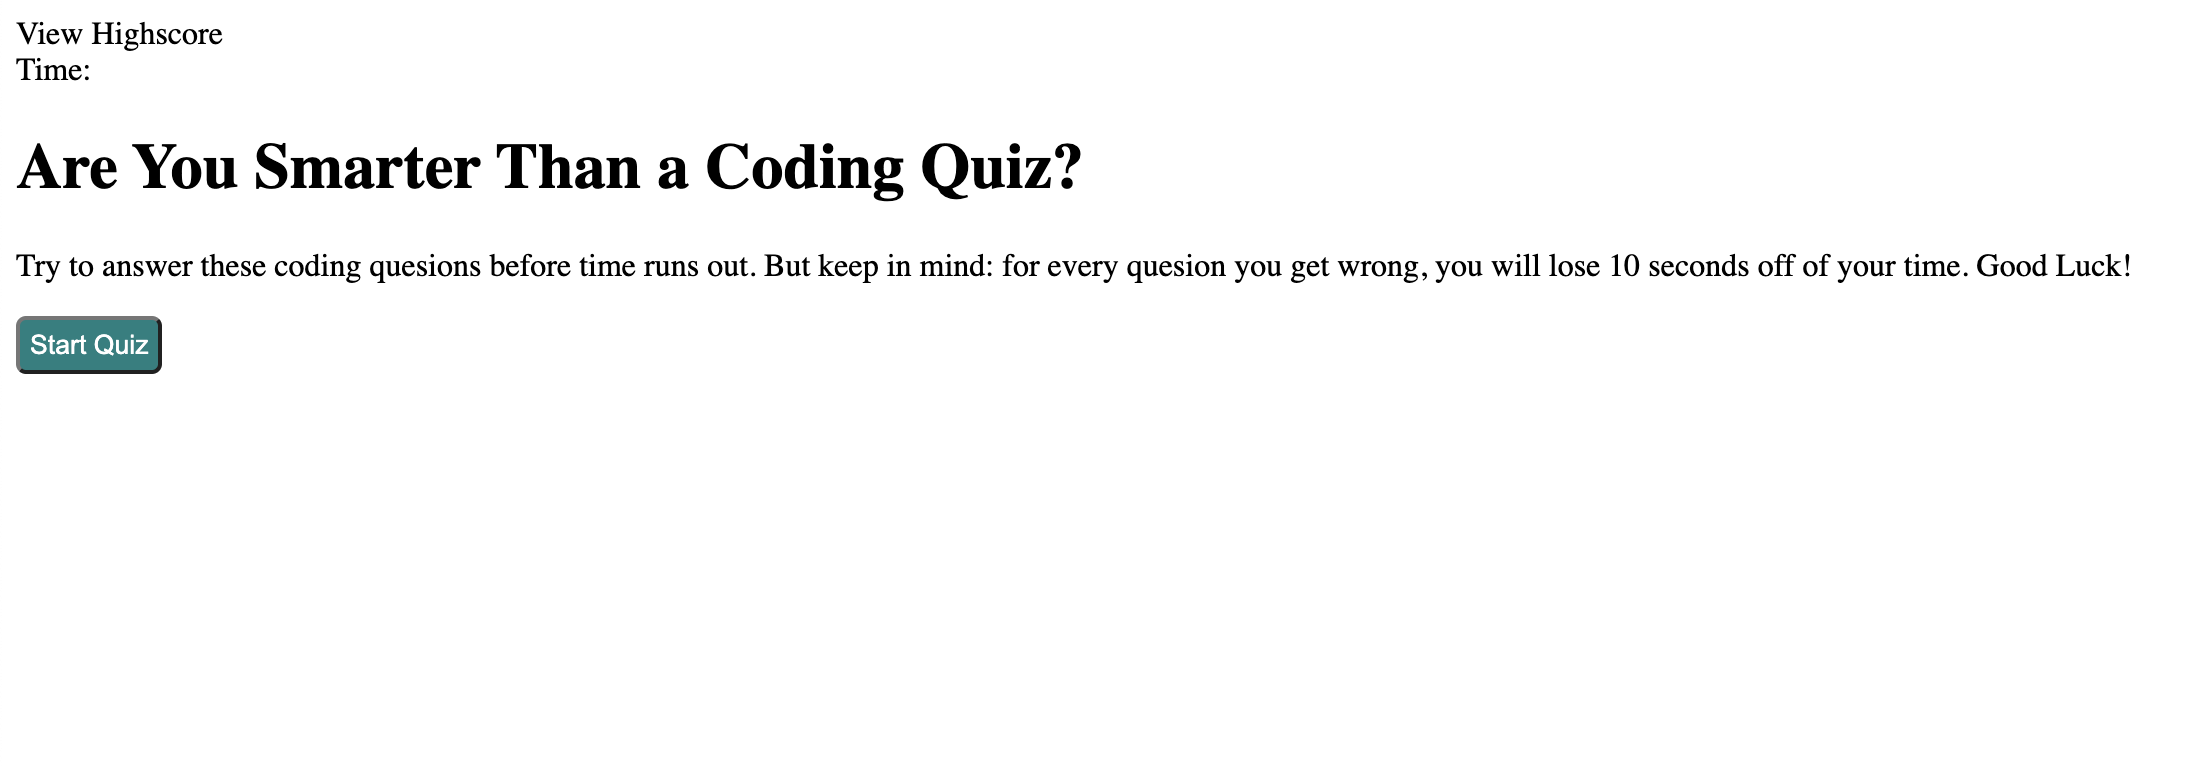 View Highscore
Time:
Are You Smarter Than a Coding Quiz?
Try to answer these coding quesions before time runs out. But keep in mind: for every quesion you get wrong, you will lose 10 seconds off of your time. Good Luck!
Start Quiz